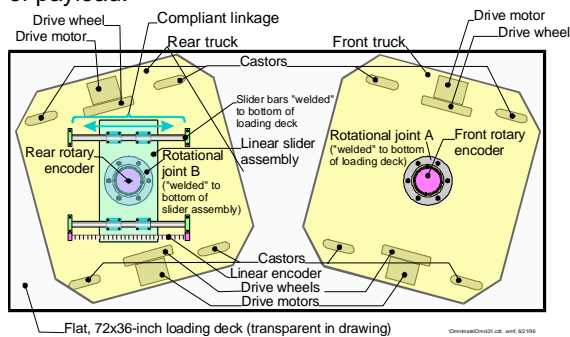 of payload.
Drive wheel
Drive motor
Compliant linkage
Rear truck
Drive motor
Drive wheel
Front truck
Castors
Slider bars "welded"
to bottom of
loading deck
Linear slider
assembly
Rear rotary
encoder
Rotational
joint B
("welded" to
bottom of
slider assembly)
Rotational joint A
("welded" to bottom
of loading deck)
Front rotary
encoder
Castors
Linear encoder
Drive wheels
Drive motors
Flat, 72x36-inch loading deck (transparent in drawing)